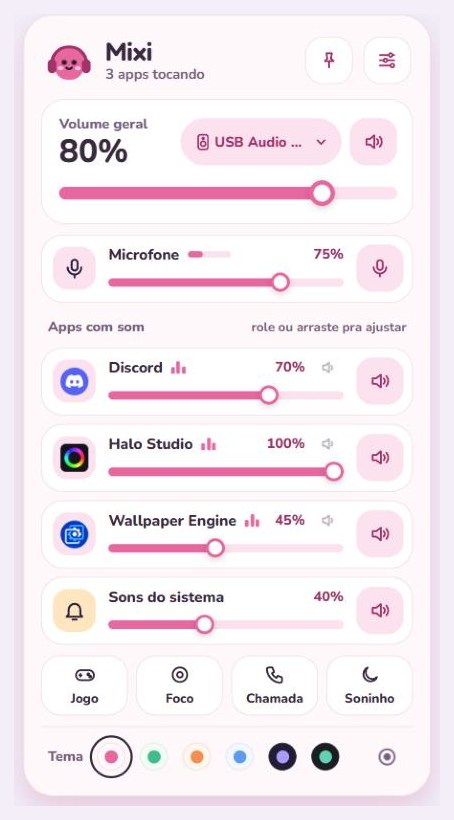 Mixi
3 apps tocando
Volume geral
80%
USB Audio ...
Microfone 75%
Apps com som role ou arraste pra ajustar
Discord 70%
Halo Studio 100%
Wallpaper Engine 45%
Sons do sistema 40%
Jogo Foco Chamada Soninho
Tema